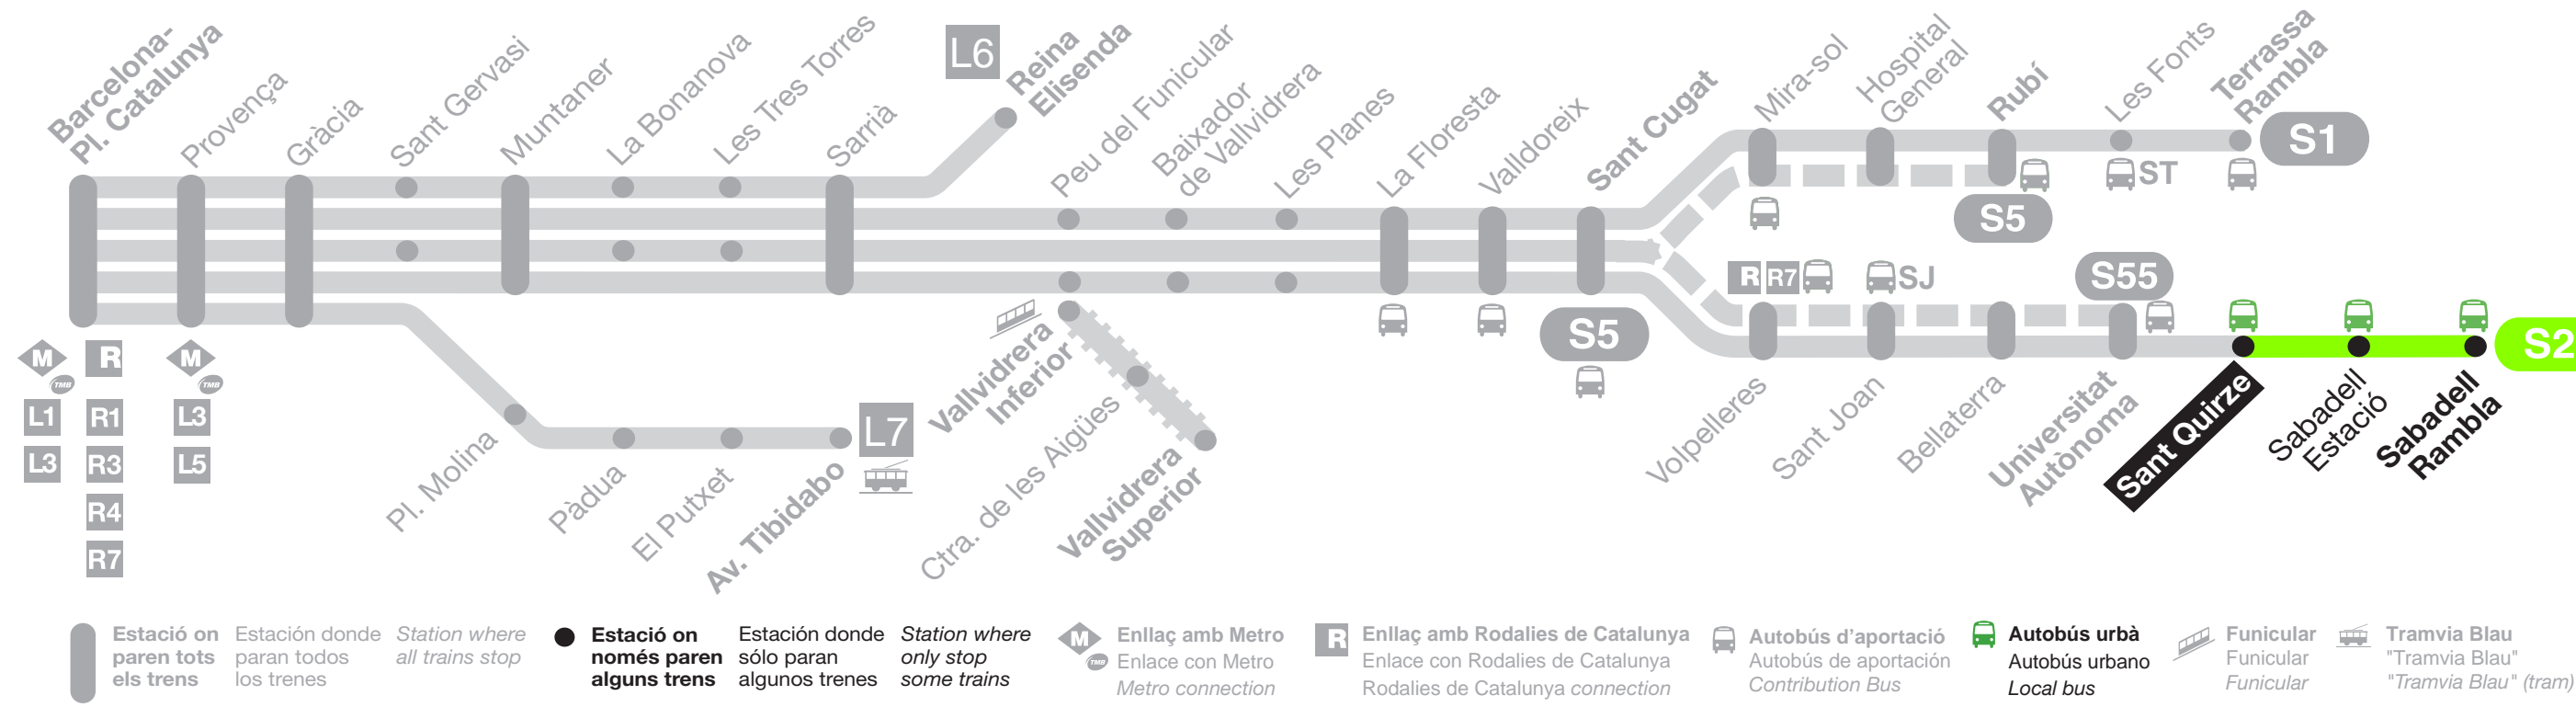 Barcelona-
Pl. Catalunya
Provença
Gràcia
Sant Gervasi
Muntaner
La Bonanova
Les Tres Torres
Sarrià
L6
Reina
Elisenda
Peu del Funicular
Baixador
de Vallvidrera
Les Planes
La Floresta
Valldoreix
Sant Cugat
Mira-sol
Hospital
General
Rubí
Les Fonts
Terrassa
Rambla
S1
ST
S5
R R7
SJ
S55
S5
S2
M
TMB
R
M
TMB
L1
R1
L3
L3
R3
L5
R4
R7
Pl. Molina
Pàdua
El Putxet
Av. Tibidabo
L7
Vallvidrera
Inferior
Ctra. de les Aigües
Vallvidrera
Superior
Volpelleres
Sant Joan
Bellaterra
Universitat
Autònoma
Sant Quirze
Sabadell
Estació
Sabadell
Rambla
Estació on
paren tots
els trens
Estación donde
paran todos
los trenes
Station where
all trains stop
Estació on
només paren
alguns trens
Estación donde
sólo paran
algunos trenes
Station where
only stop
some trains
M
TMB
Enllaç amb Metro
Enlace con Metro
Metro connection
R
Enllaç amb Rodalies de Catalunya
Enlace con Rodalies de Catalunya
Rodalies de Catalunya connection
Autobús d'aportació
Autobús de aportación
Contribution Bus
Autobús urbà
Autobús urbano
Local bus
Funicular
Funicular
Funicular
Tramvia Blau
"Tramvia Blau"
"Tramvia Blau" (tram)